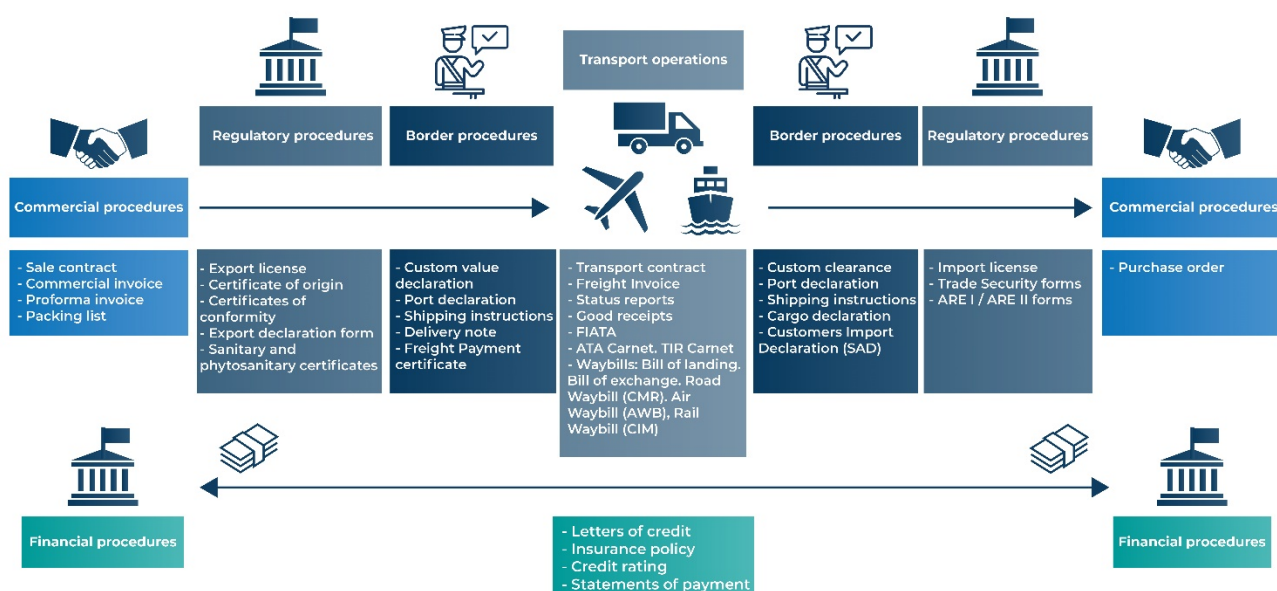 Transport operations
Regulatory procedures
Border procedures
Border procedures
Regulatory procedures
Commercial procedures
Commercial procedures
- Sale contract
- Commercial invoice
- Proforma invoice
- Packing list
- Export license
- Certificate of origin
- Certificates of
conformity
- Export declaration form
- Sanitary and
phytosanitary certificates
- Custom value
declaration
- Port declaration
- Shipping instructions
- Delivery note
- Freight Payment
certificate
- Transport contract
- Freight Invoice
- Status reports
- Good receipts
- FIATA
- ATA Carnet. TIR Carnet
- Waybills: Bill of landing.
Bill of exchange. Road
Waybill (CMR). Air
Waybill (AWB), Rail
Waybill (CIM)
- Custom clearance
- Port declaration
- Shipping instructions
- Cargo declaration
- Customers Import
Declaration (SAD)
- Import license
- Trade Security forms
- ARE I / ARE II forms
- Purchase order
Financial procedures
- Letters of credit
- Insurance policy
- Credit rating
- Statements of payment
Financial procedures